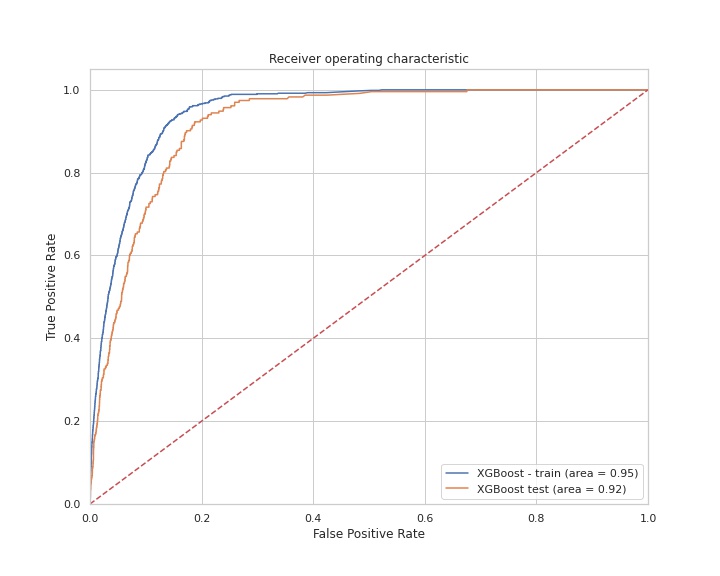 Receiver operating characteristic
1.0
0.8
0.6
0.4
0.2
0.0
True Positive Rate
XGBoost - train (area = 0.95)
XGBoost test (area = 0.92)
0.0 0.2 0.4 0.6 0.8 1.0
False Positive Rate